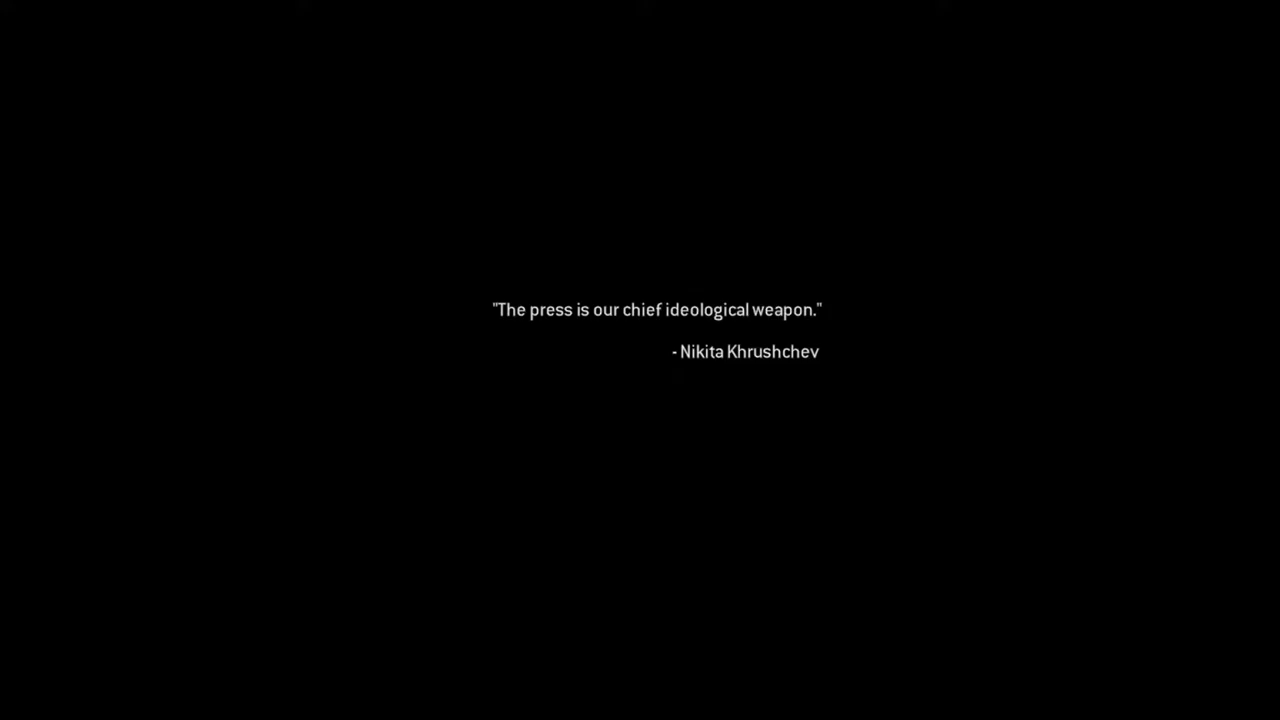 "The press is our chief ideological weapon."
- Nikita Khrushchev